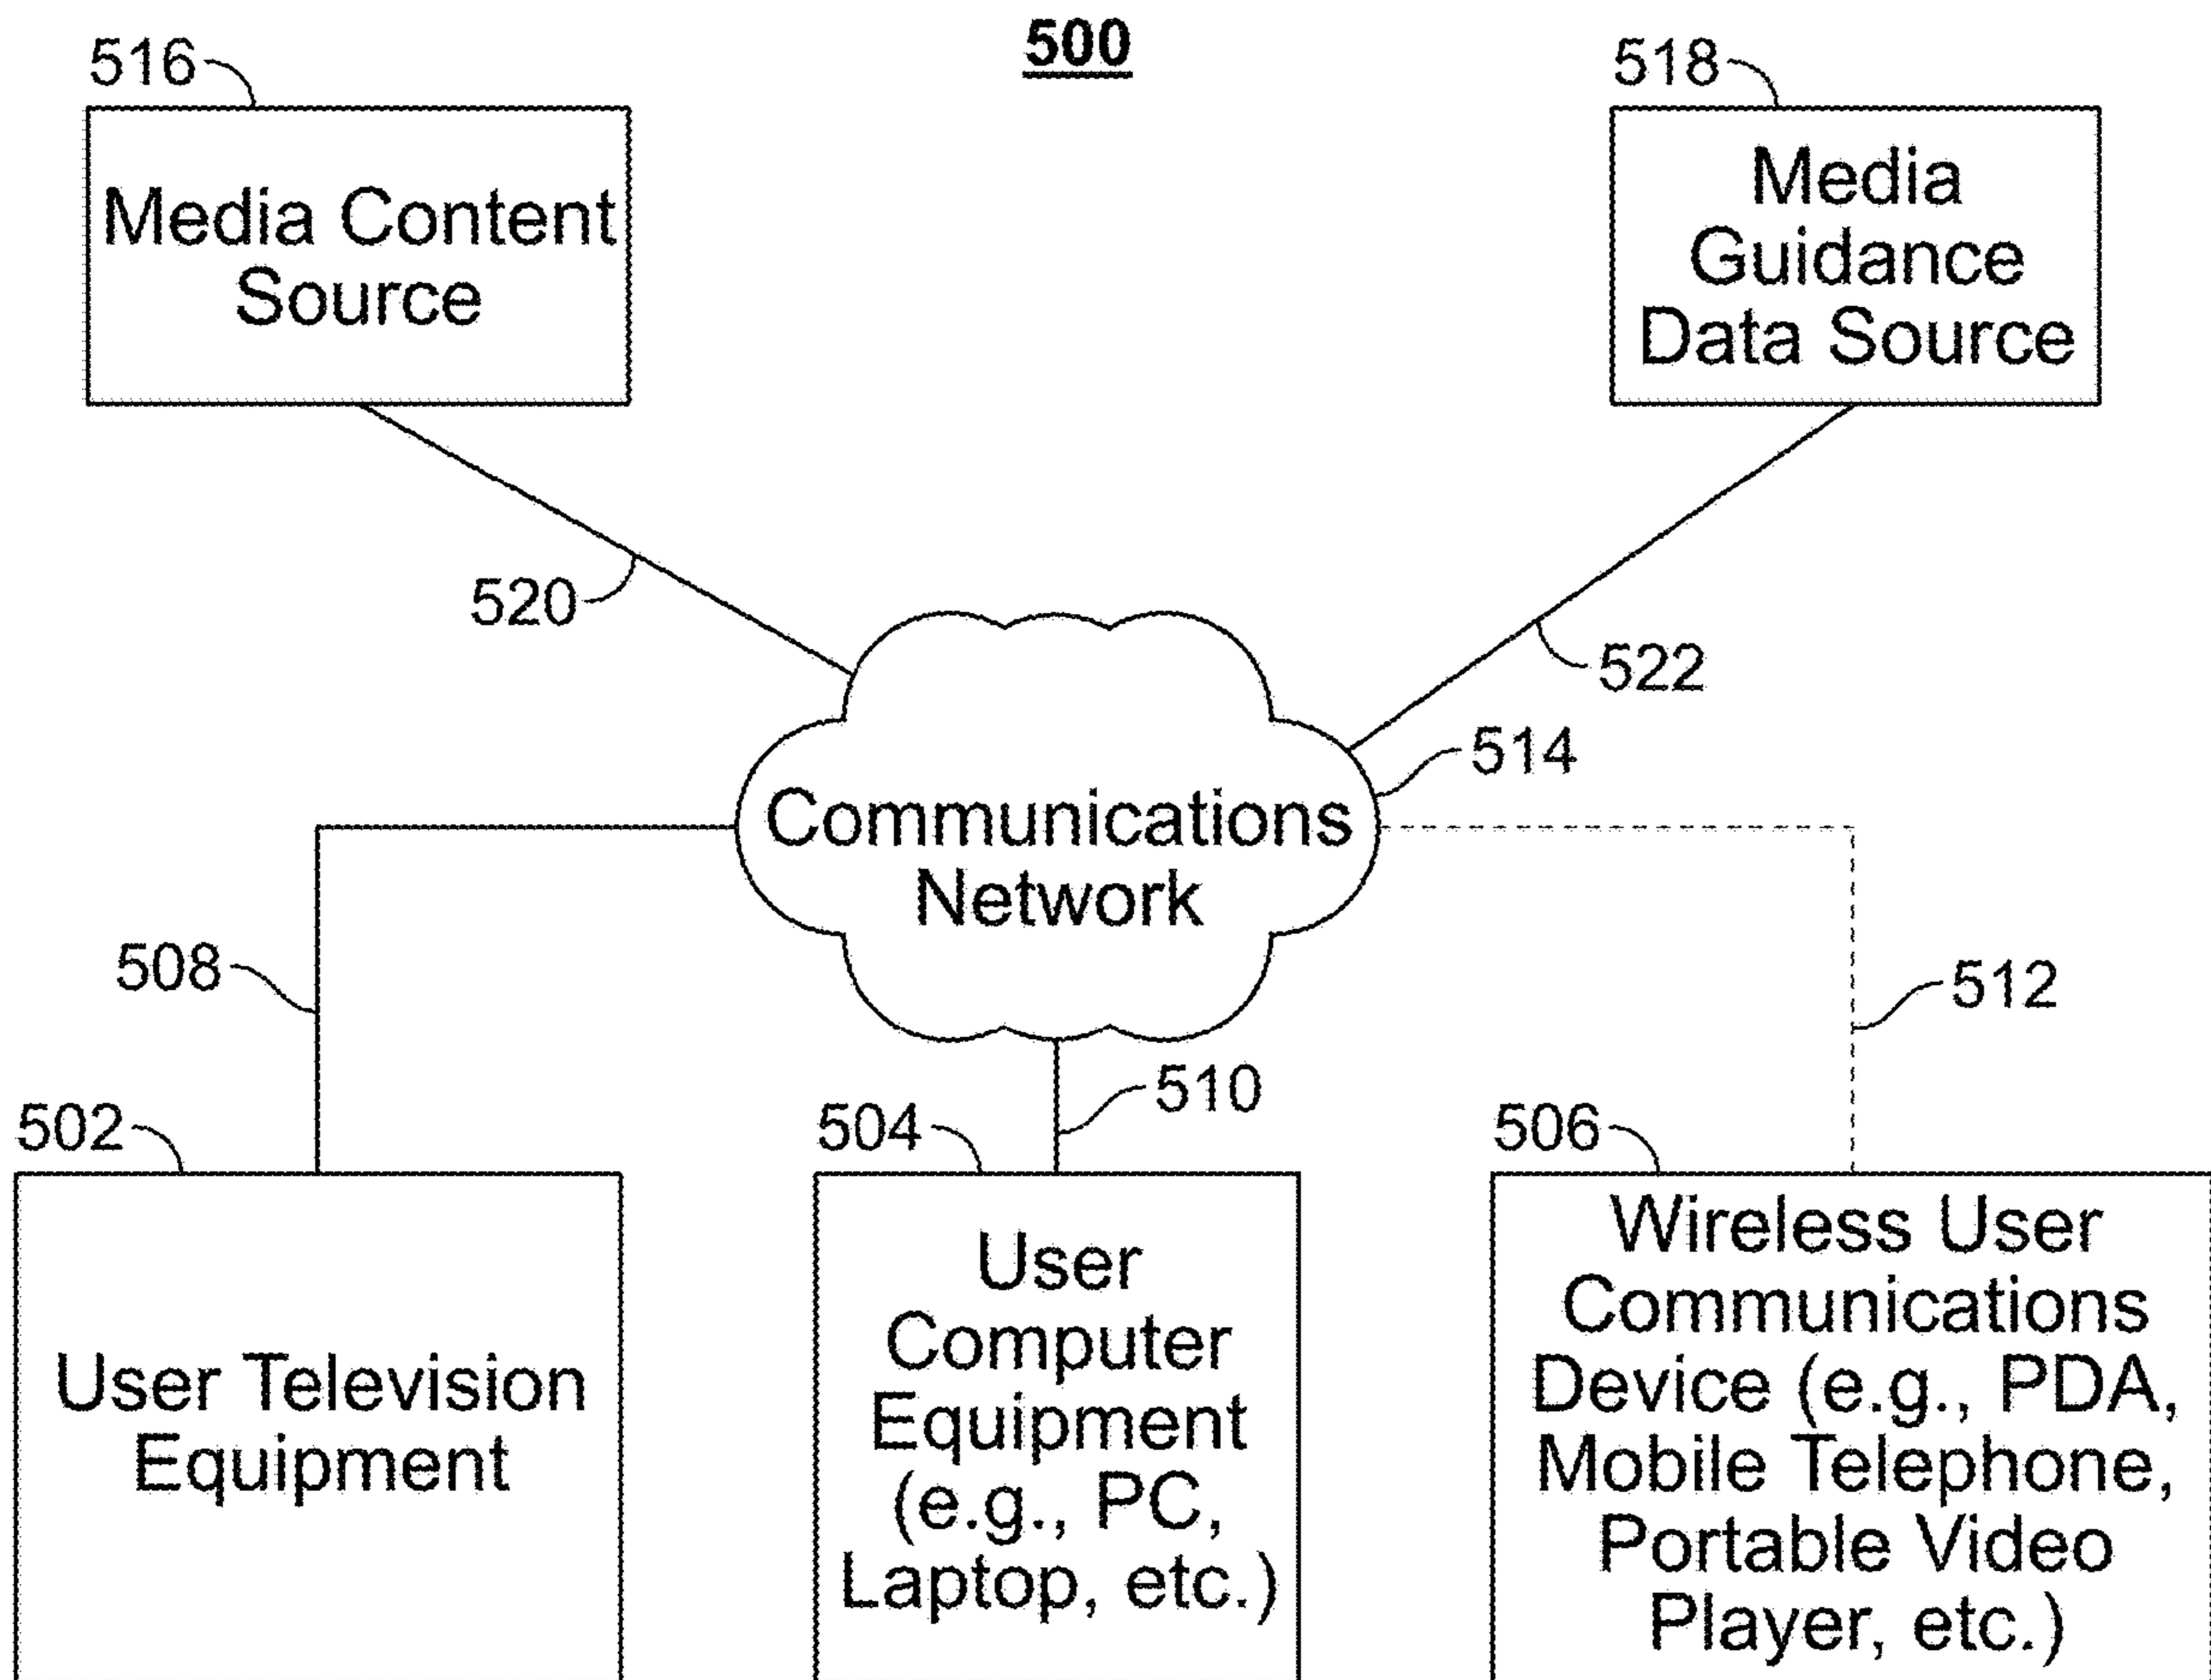 500
516
518
Media Content
Source
Media
Guidance
Data Source
520
522
514
Communications
Network
508
512
510
502
504
506
User Television
Equipment
User
Computer
Equipment
(e.g., PC,
Laptop, etc.)
Wireless User
Communications
Device (e.g., PDA,
Mobile Telephone,
Portable Video
Player, etc.)